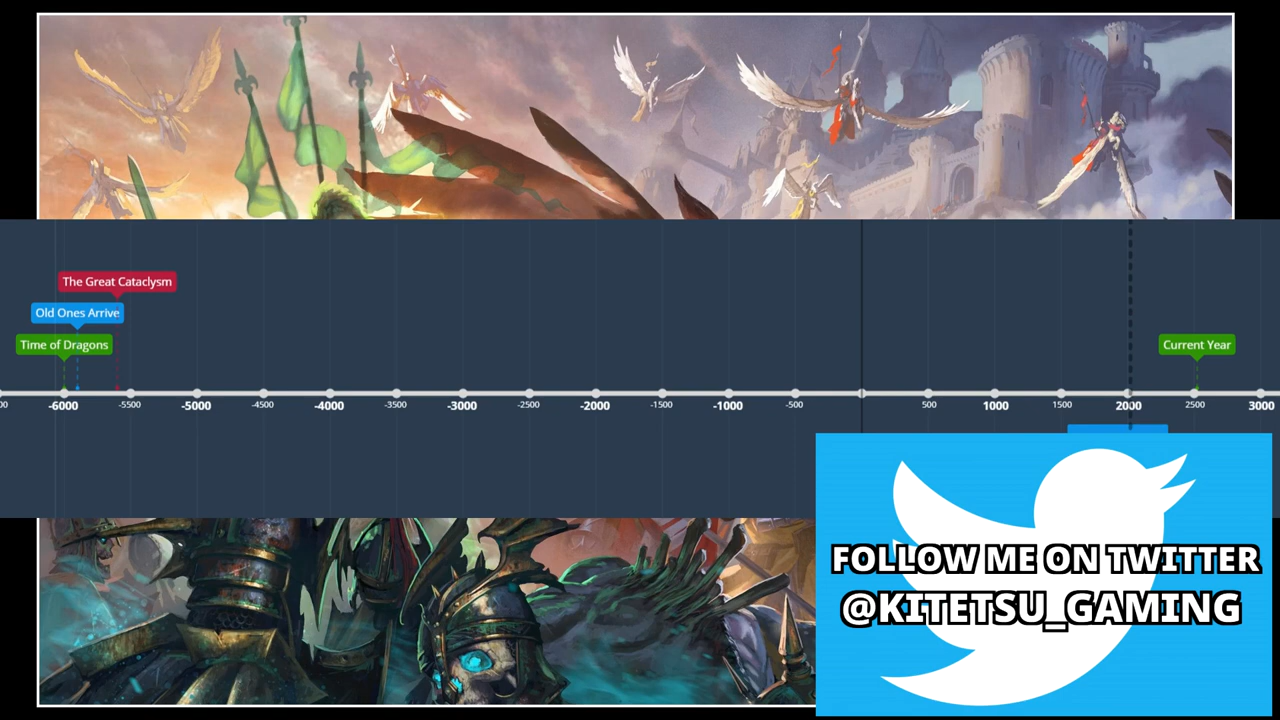 The Great Cataclysm
Old Ones Arrive
Time of Dragons
Current Year
00 -6000 -5500 -5000 -4500 -4000 -3500 -3000 -2500 -2000 -1500 -1000 -500 500 1000 1500 2000 2500 3000
FOLLOW ME ON TWITTER
@KITETSU_GAMING